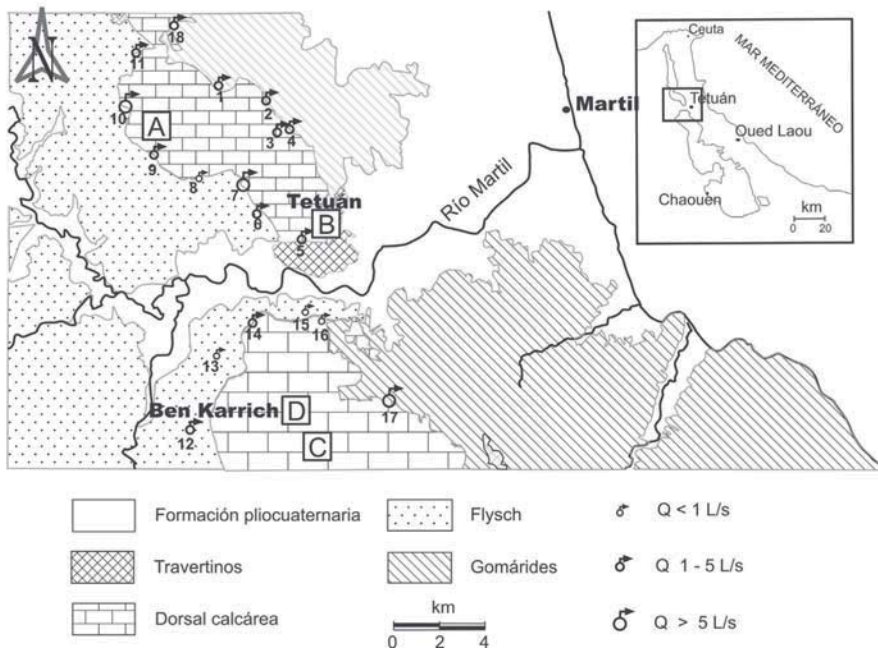 N
18
11
1
2
10
A
3
4
9
8
7
Tetuán
6
B
5
Martil
Río Martil
Ceuta
MAR MEDITERRÁNEO
Tetuán
Oued Laou
Chaouen
km
0 20
14
15
16
13
Ben Karrich
D
17
12
C
Formación pliocuaternaria
Travertinos
Dorsal calcárea
Flysch
Gomárides
km
0 2 4
Q < 1 L/s
Q 1 - 5 L/s
Q > 5 L/s